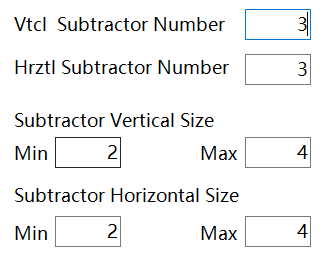 Vtcl Subtractor Number 3
Hrztl Subtractor Number 3
Subtractor Vertical Size
Min 2 Max 4
Subtractor Horizontal Size
Min 2 Max 4